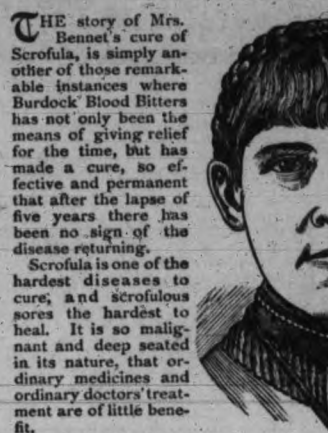 THE story of Mrs.
Bennet's cure of
Scrofula, is simply an-
other of those remark-
able instances where
Burdock Blood Bitters
has not only been the
means of giving relief
for the time, but has
made a cure, so ef-
fective and permanent
that after the lapse of
five years there has
been no sign of the
disease returning.
Scrofula is one of the
hardest diseases to
cure, and scrofulous
sores the hardest to
heal. It is so malig-
nant and deep seated
in its nature, that or-
dinary medicines and
ordinary doctors' treat-
ment are of little bene-
fit.